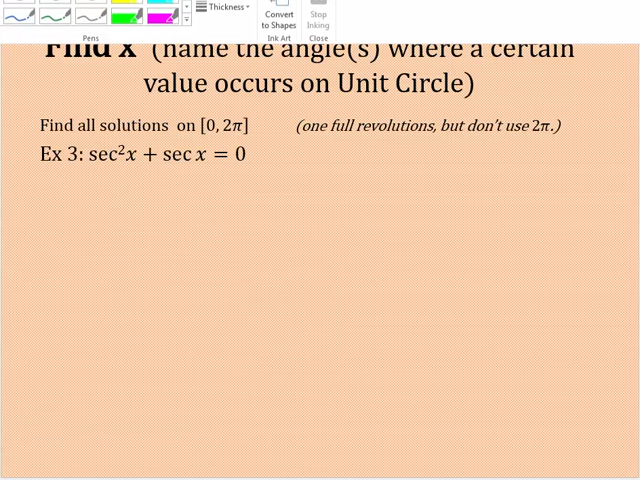 Thickness
Convert
to Shapes
Stop
Inking
Pens
Ink Art
Close
Find x (name the angle(s) where a certain
value occurs on Unit Circle)
Find all solutions on [0, 2𝜋] (one full revolutions, but don't use 2𝜋.)
Ex 3: sec²𝑥 + sec 𝑥 = 0